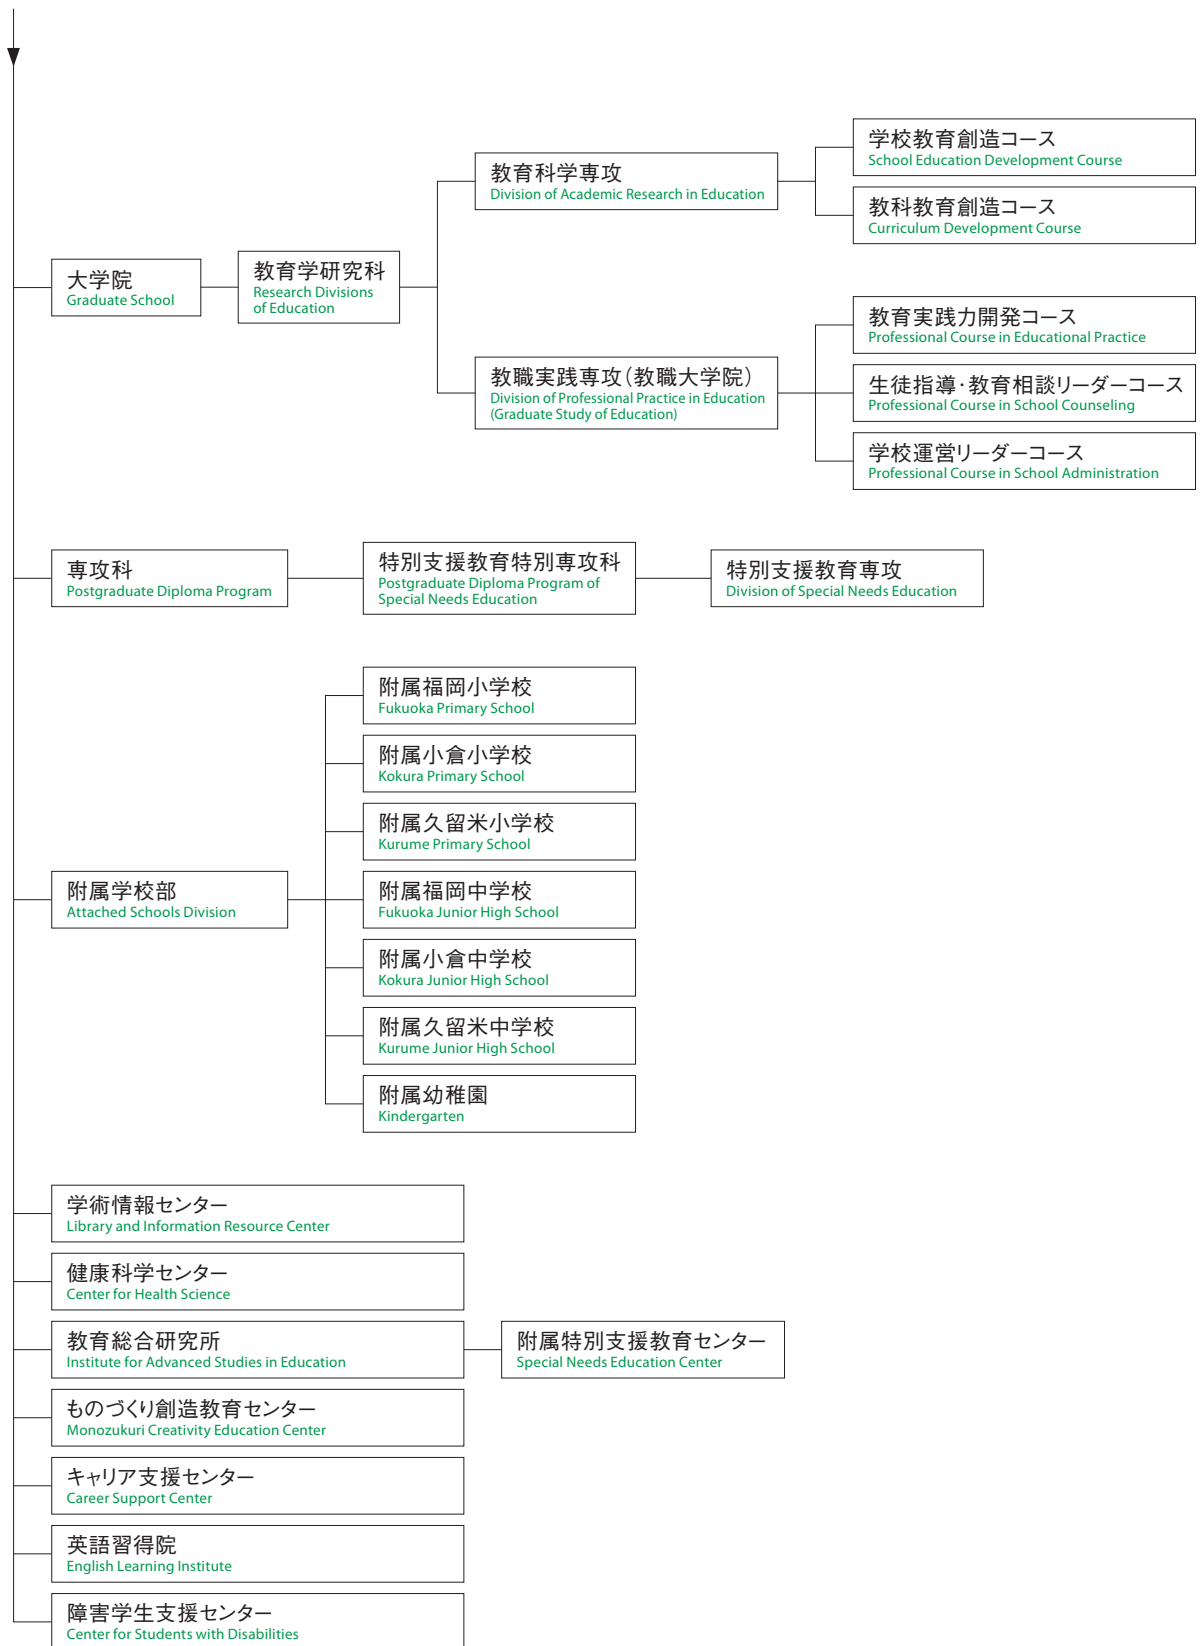 学校教育創造コース
School Education Development Course
教育科学専攻
Division of Academic Research in Education
教科教育創造コース
Curriculum Development Course
大学院
Graduate School
教育学研究科
Research Divisions
of Education
教育実践力開発コース
Professional Course in Educational Practice
教職実践専攻（教職大学院）
Division of Professional Practice in Education
(Graduate Study of Education)
生徒指導・教育相談リーダーコース
Professional Course in School Counseling
学校運営リーダーコース
Professional Course in School Administration
専攻科
Postgraduate Diploma Program
特別支援教育特別専攻科
Postgraduate Diploma Program of
Special Needs Education
特別支援教育専攻
Division of Special Needs Education
附属福岡小学校
Fukuoka Primary School
附属小倉小学校
Kokura Primary School
附属久留米小学校
Kurume Primary School
附属学校部
Attached Schools Division
附属福岡中学校
Fukuoka Junior High School
附属小倉中学校
Kokura Junior High School
附属久留米中学校
Kurume Junior High School
附属幼稚園
Kindergarten
学術情報センター
Library and Information Resource Center
健康科学センター
Center for Health Science
教育総合研究所
Institute for Advanced Studies in Education
附属特別支援教育センター
Special Needs Education Center
ものづくり創造教育センター
Monozukuri Creativity Education Center
キャリア支援センター
Career Support Center
英語習得院
English Learning Institute
障害学生支援センター
Center for Students with Disabilities